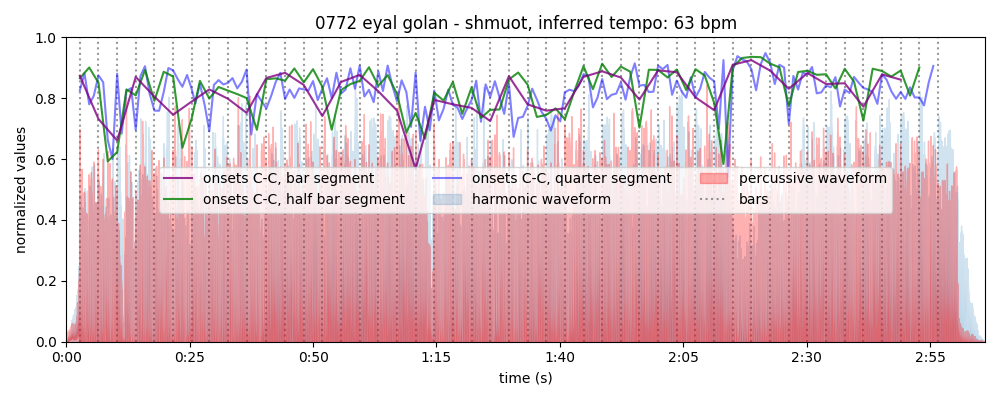 0772 eyal golan - shmuot, inferred tempo: 63 bpm
1.0
0.8
0.6
0.4
0.2
0.0
normalized values
onsets C-C, bar segment
onsets C-C, half bar segment
onsets C-C, quarter segment
harmonic waveform
percussive waveform
bars
0:00 0:25 0:50 1:15 1:40 2:05 2:30 2:55
time (s)